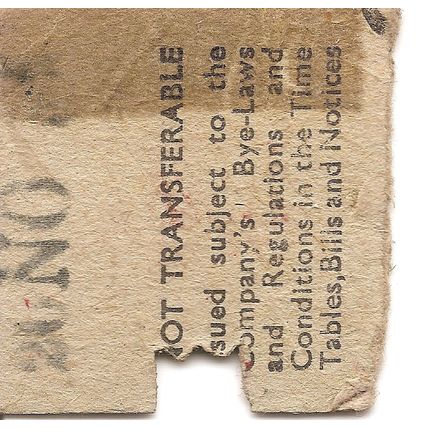 NOT TRANSFERABLE
sued subject to the
Company's Bye-Laws
and Regulations and
Conditions in the Time
Tables, Bills and Notices